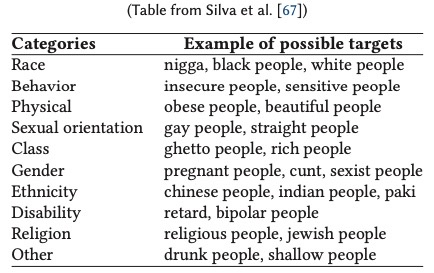 (Table from Silva et al. [67])
Categories Example of possible targets
Race nigga, black people, white people
Behavior insecure people, sensitive people
Physical obese people, beautiful people
Sexual orientation gay people, straight people
Class ghetto people, rich people
Gender pregnant people, cunt, sexist people
Ethnicity chinese people, indian people, paki
Disability retard, bipolar people
Religion religious people, jewish people
Other drunk people, shallow people